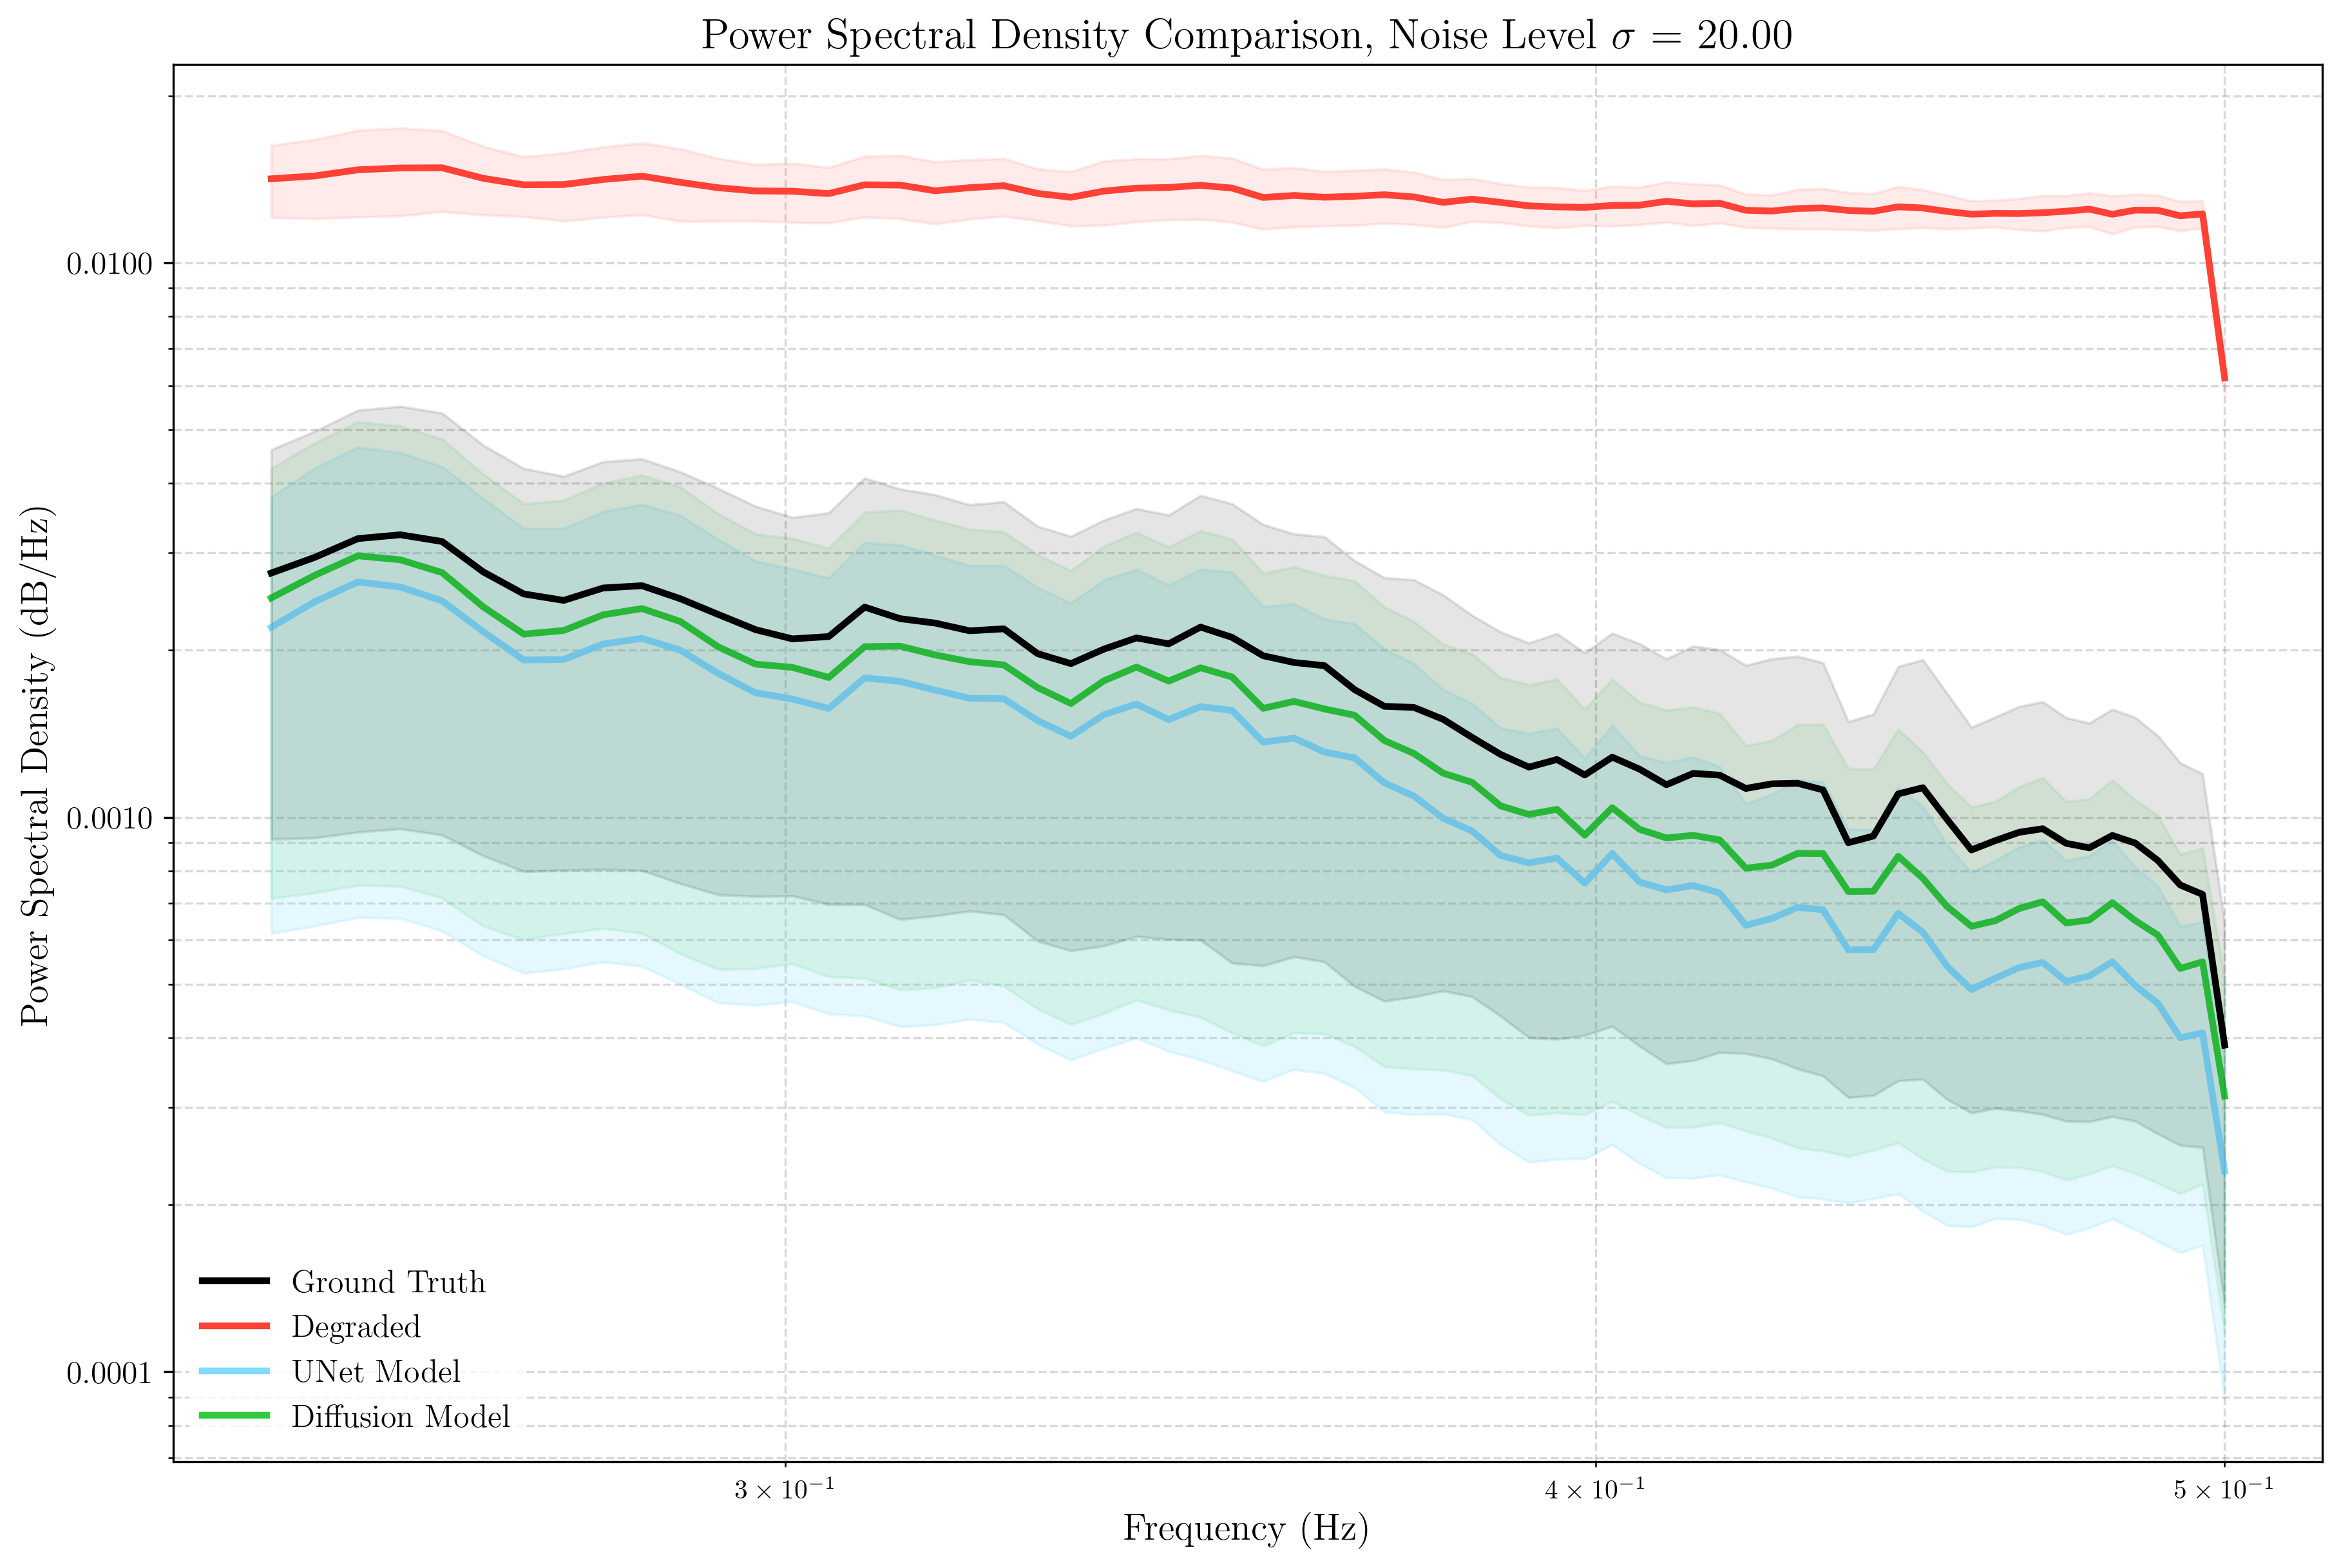 Power Spectral Density Comparison, Noise Level σ = 20.00
Power Spectral Density (dB/Hz)
0.0100
0.0010
0.0001
Ground Truth
Degraded
UNet Model
Diffusion Model
3 × 10⁻¹
4 × 10⁻¹
5 × 10⁻¹
Frequency (Hz)